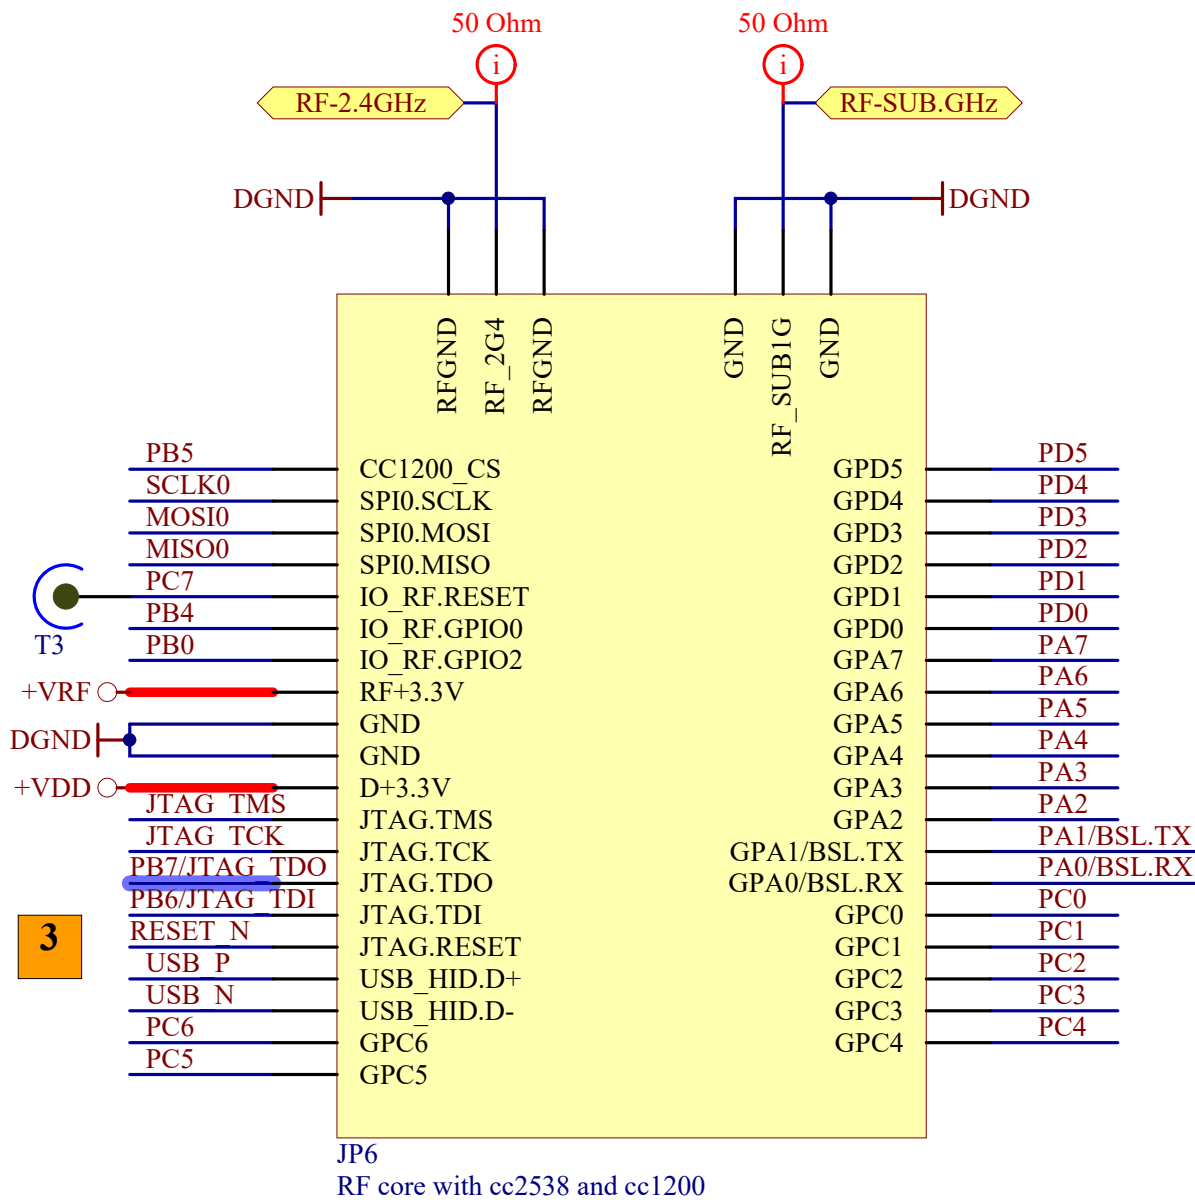 50 Ohm 50 Ohm
i i
RF-2.4GHz RF-SUB.GHz
DGND DGND
RFGND RF_2G4 RFGND GND RF_SUB1G GND
PB5 CC1200_CS GPD5 PD5
SCLK0 SPI0.SCLK GPD4 PD4
MOSI0 SPI0.MOSI GPD3 PD3
MISO0 SPI0.MISO GPD2 PD2
PC7 IO_RF.RESET GPD1 PD1
T3 PB4 IO_RF.GPIO0 GPD0 PD0
PB0 IO_RF.GPIO2 GPA7 PA7
+VRF RF+3.3V GPA6 PA6
GND GPA5 PA5
DGND GND GPA4 PA4
+VDD D+3.3V GPA3 PA3
JTAG_TMS JTAG.TMS GPA2 PA2
JTAG_TCK JTAG.TCK GPA1/BSL.TX PA1/BSL.TX
PB7/JTAG_TDO JTAG.TDO GPA0/BSL.RX PA0/BSL.RX
PB6/JTAG_TDI JTAG.TDI GPC0 PC0
3 RESET_N JTAG.RESET GPC1 PC1
USB_P USB_HID.D+ GPC2 PC2
USB_N USB_HID.D- GPC3 PC3
PC6 GPC6 GPC4 PC4
PC5 GPC5
JP6
RF core with cc2538 and cc1200